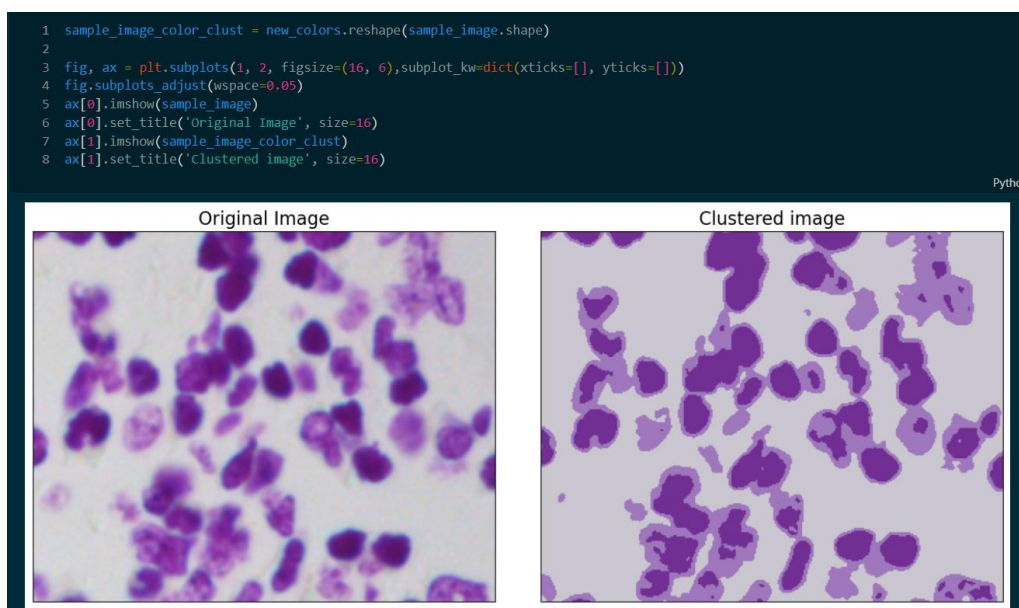 1 sample_image_color_clust = new_colors.reshape(sample_image.shape)
2
3 fig, ax = plt.subplots(1, 2, figsize=(16, 6),subplot_kw=dict(xticks=[], yticks=[]))
4 fig.subplots_adjust(wspace=0.05)
5 ax[0].imshow(sample_image)
6 ax[0].set_title('Original Image', size=16)
7 ax[1].imshow(sample_image_color_clust)
8 ax[1].set_title('Clustered image', size=16)
Pytho
Original Image
Clustered image